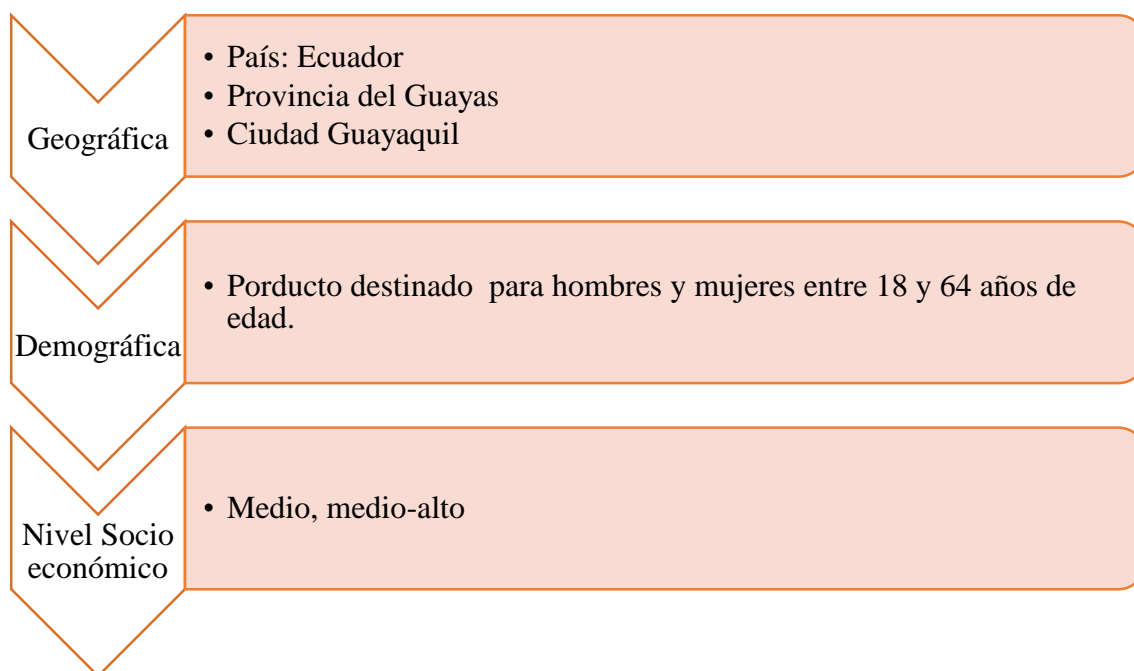 Geográfica
• País: Ecuador
• Provincia del Guayas
• Ciudad Guayaquil
Demográfica
• Porducto destinado  para hombres y mujeres entre 18 y 64 años de
edad.
Nivel Socio
económico
• Medio, medio-alto